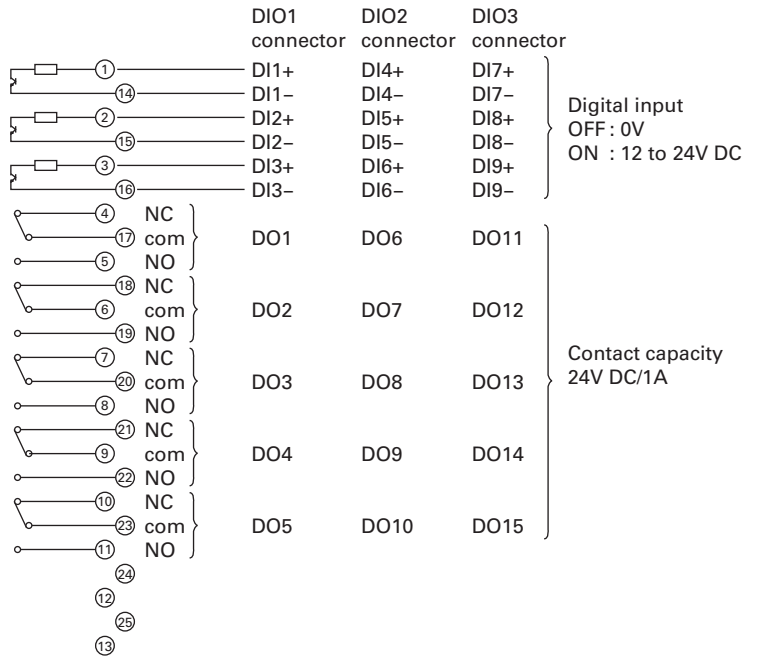 DIO1 DIO2 DIO3
connector connector connector
1 DI1+ DI4+ DI7+
14 DI1– DI4– DI7–
2 DI2+ DI5+ DI8+
15 DI2– DI5– DI8–
3 DI3+ DI6+ DI9+
16 DI3– DI6– DI9–
Digital input
OFF : 0V
ON : 12 to 24V DC
4 NC
17 com DO1 DO6 DO11
5 NO
18 NC
6 com DO2 DO7 DO12
19 NO
7 NC
20 com DO3 DO8 DO13
8 NO
21 NC
9 com DO4 DO9 DO14
22 NO
10 NC
23 com DO5 DO10 DO15
11 NO
Contact capacity
24V DC/1A
24
12
25
13